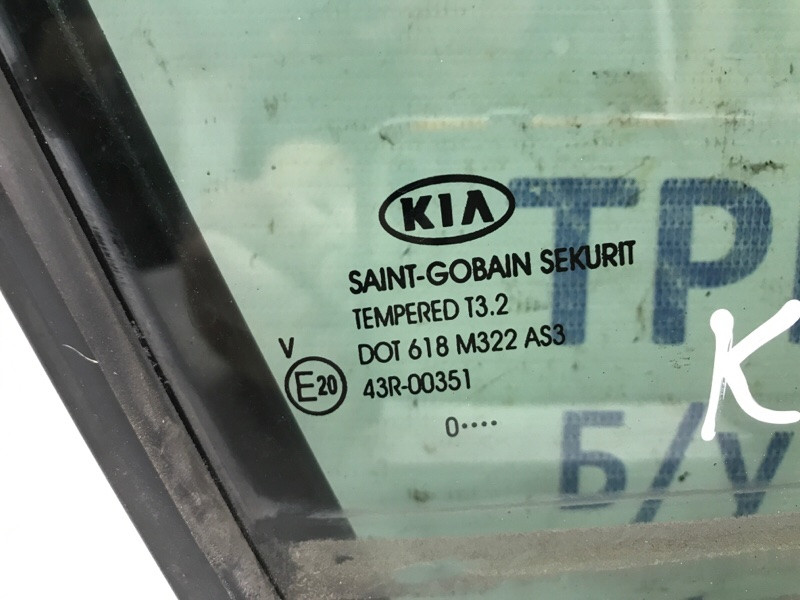 KIA
SAINT-GOBAIN SEKURIT
TEMPERED T3.2
DOT 618 M322 AS3
V
E20
43R-00351
0••••
Б/У
K